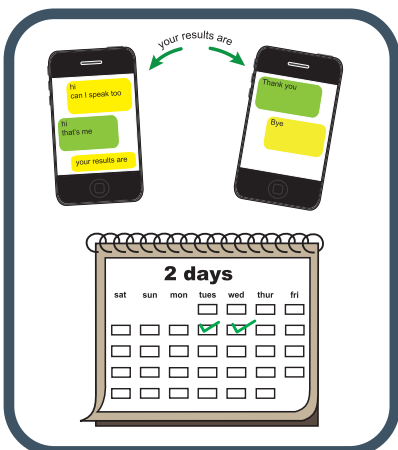 your results are
hi
can I speak too
hi
that's me
your results are
Thank you
Bye
2 days
sat sun mon tues wed thur fri